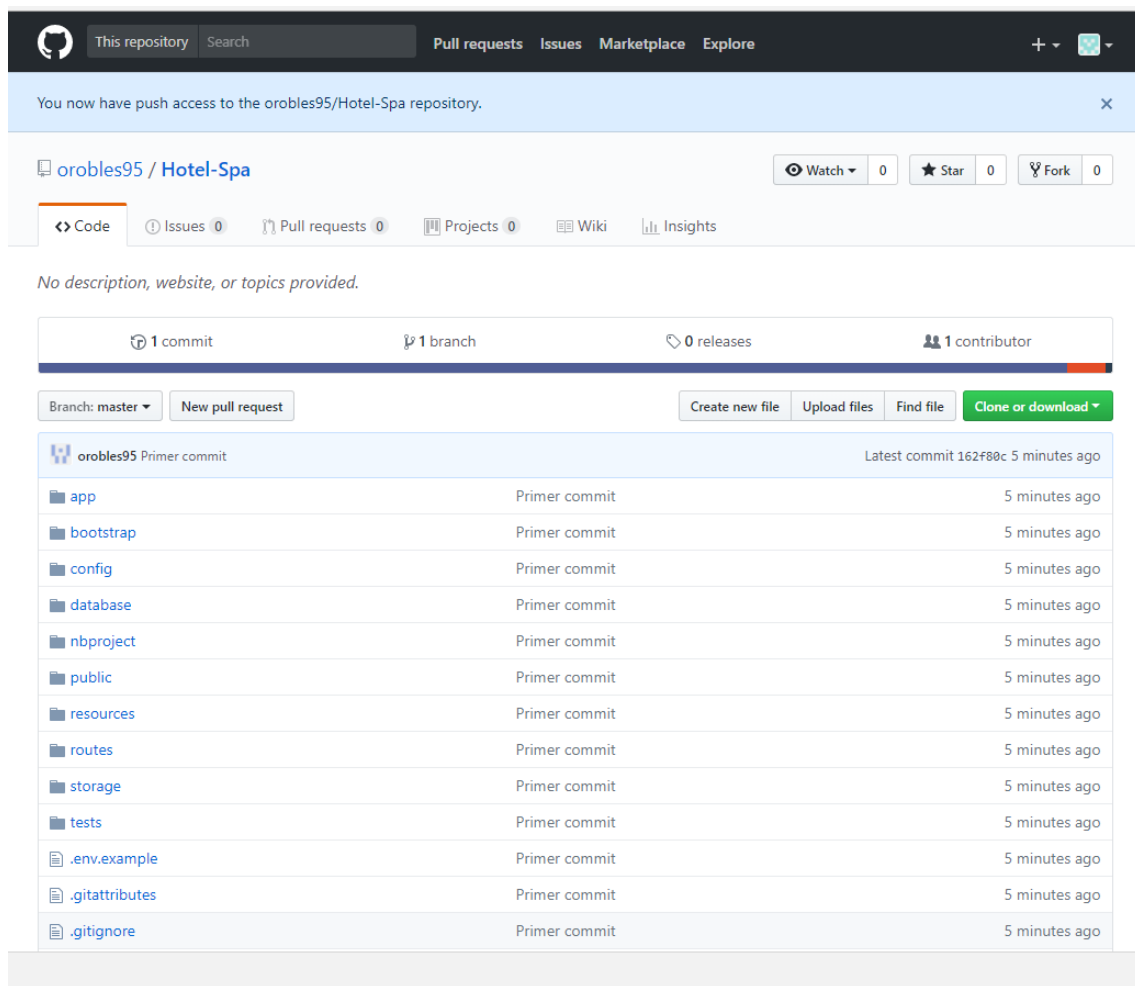 This repository Search Pull requests Issues Marketplace Explore
You now have push access to the orobles95/Hotel-Spa repository.
orobles95 / Hotel-Spa Watch 0 Star 0 Fork 0
Code Issues 0 Pull requests 0 Projects 0 Wiki Insights
No description, website, or topics provided.
1 commit 1 branch 0 releases 1 contributor
Branch: master New pull request Create new file Upload files Find file Clone or download
orobles95 Primer commit Latest commit 162f80c 5 minutes ago
app Primer commit 5 minutes ago
bootstrap Primer commit 5 minutes ago
config Primer commit 5 minutes ago
database Primer commit 5 minutes ago
nbproject Primer commit 5 minutes ago
public Primer commit 5 minutes ago
resources Primer commit 5 minutes ago
routes Primer commit 5 minutes ago
storage Primer commit 5 minutes ago
tests Primer commit 5 minutes ago
.env.example Primer commit 5 minutes ago
.gitattributes Primer commit 5 minutes ago
.gitignore Primer commit 5 minutes ago